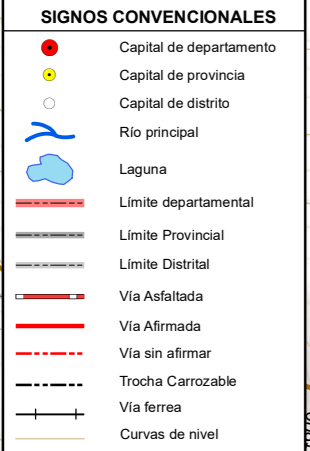 SIGNOS CONVENCIONALES
Capital de departamento
Capital de provincia
Capital de distrito
Río principal
Laguna
Límite departamental
Límite Provincial
Límite Distrital
Vía Asfaltada
Vía Afirmada
Vía sin afirmar
Trocha Carrozable
Vía ferrea
Curvas de nivel